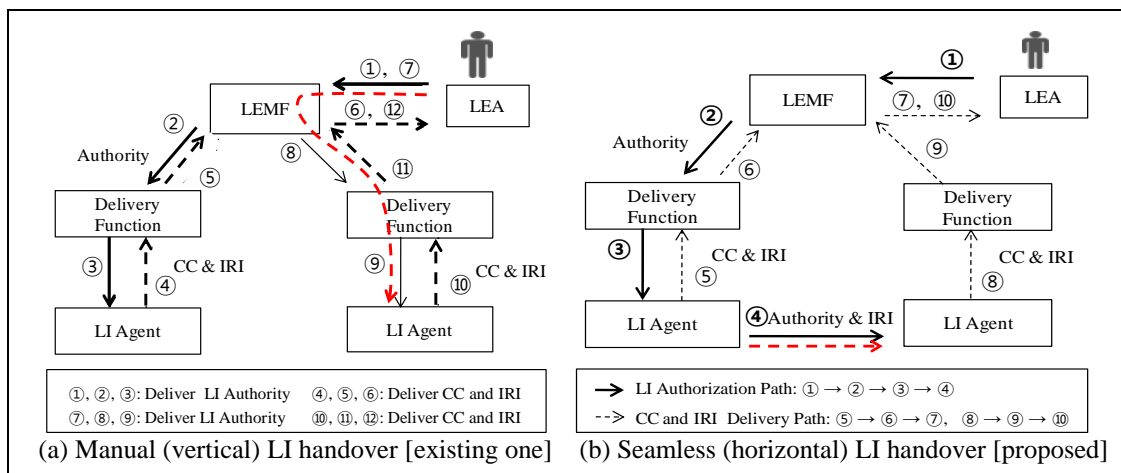 ①, ⑦
LEMF
LEA
⑥, ⑫
②
Authority
⑤
⑧
⑪
Delivery
Function
Delivery
Function
③
④
CC & IRI
⑨
⑩
CC & IRI
LI Agent
LI Agent
①, ②, ③: Deliver LI Authority ④, ⑤, ⑥: Deliver CC and IRI
⑦, ⑧, ⑨: Deliver LI Authority ⑩, ⑪, ⑫: Deliver CC and IRI
(a) Manual (vertical) LI handover [existing one]
①
LEMF
LEA
⑦, ⑩
②
Authority
⑥
⑨
Delivery
Function
Delivery
Function
③
⑤
CC & IRI
⑧
CC & IRI
LI Agent
④Authority & IRI
LI Agent
LI Authorization Path: ① → ② → ③ → ④
CC and IRI Delivery Path: ⑤ → ⑥ → ⑦, ⑧ → ⑨ → ⑩
(b) Seamless (horizontal) LI handover [proposed]